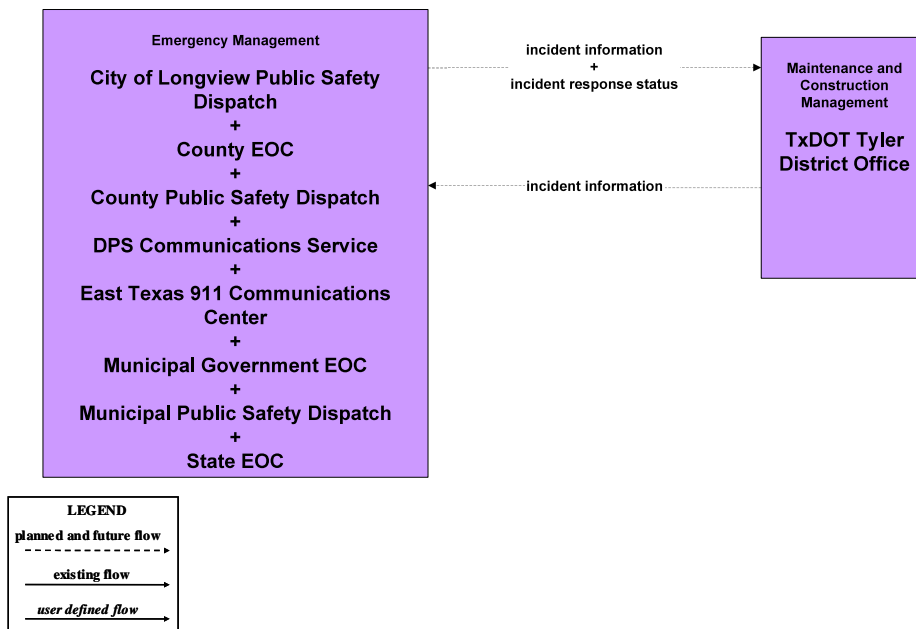 Emergency Management
City of Longview Public Safety
Dispatch
+
County EOC
+
County Public Safety Dispatch
+
DPS Communications Service
+
East Texas 911 Communications
Center
+
Municipal Government EOC
+
Municipal Public Safety Dispatch
+
State EOC
incident information
+
incident response status
incident information
Maintenance and
Construction
Management
TxDOT Tyler
District Office
LEGEND
planned and future flow
existing flow
user defined flow